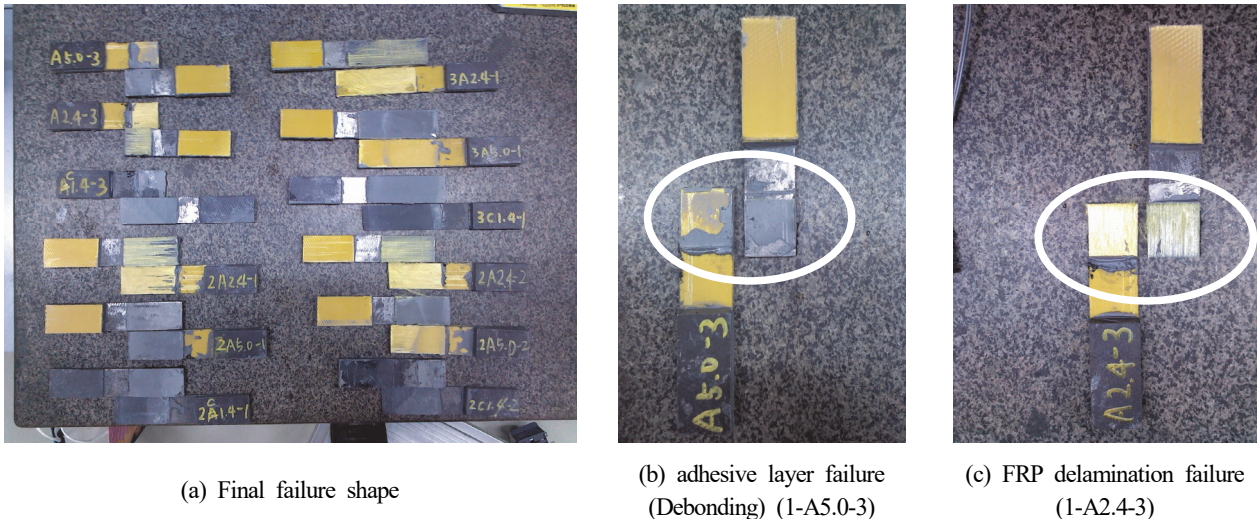 A5.0-3
3A2.4-1
A2.4-3
3A5.0-1
C
A1.4-3
3C1.4-1
2A2.4-1
2A2.4-2
2A5.0-1
2A5.0-2
C
2A1.4-1
2C1.4-2
A5.0-3
A2.4-3
(a) Final failure shape
(b) adhesive layer failure
(Debonding) (1-A5.0-3)
(c) FRP delamination failure
(1-A2.4-3)